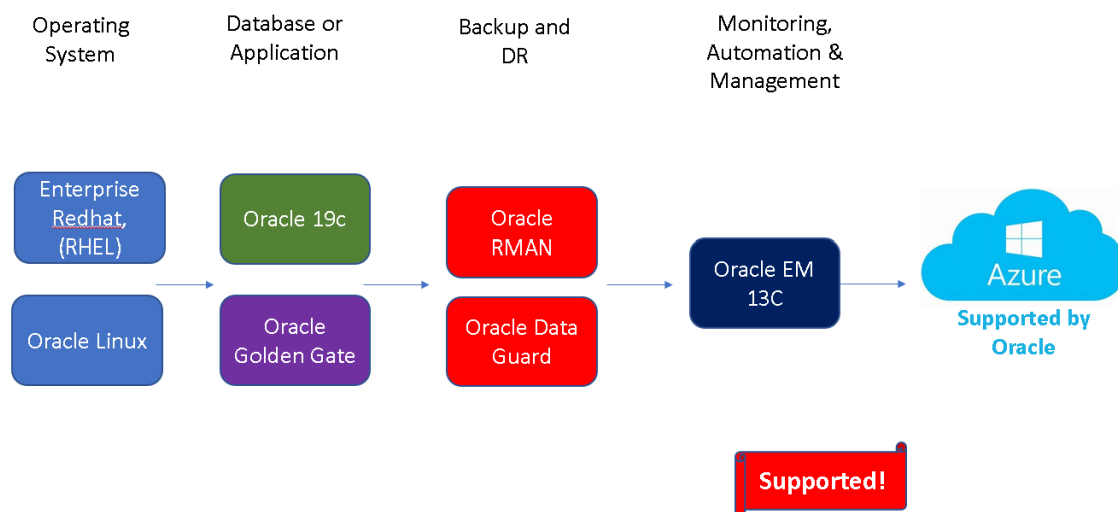 Operating
System
Database or
Application
Backup and
DR
Monitoring,
Automation &
Management
Enterprise
Redhat,
(RHEL)
Oracle 19c
Oracle
RMAN
Oracle EM
13C
Azure
Oracle Linux
Oracle
Golden Gate
Oracle Data
Guard
Supported by
Oracle
Supported!